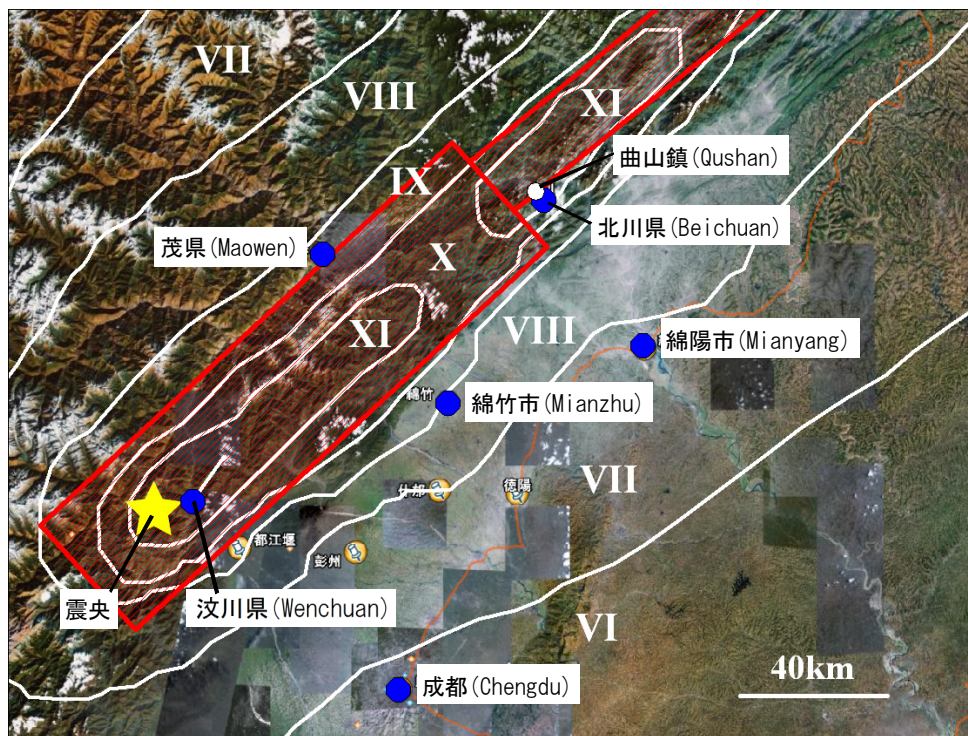 VII
VIII
XI
曲山鎮(Qushan)
IX
北川県(Beichuan)
茂県(Maowen)
X
XI
VIII
綿陽市(Mianyang)
綿竹
綿竹市(Mianzhu)
VII
什邡
徳陽
都江堰
彭州
震央
汶川県(Wenchuan)
VI
40km
成都(Chengdu)